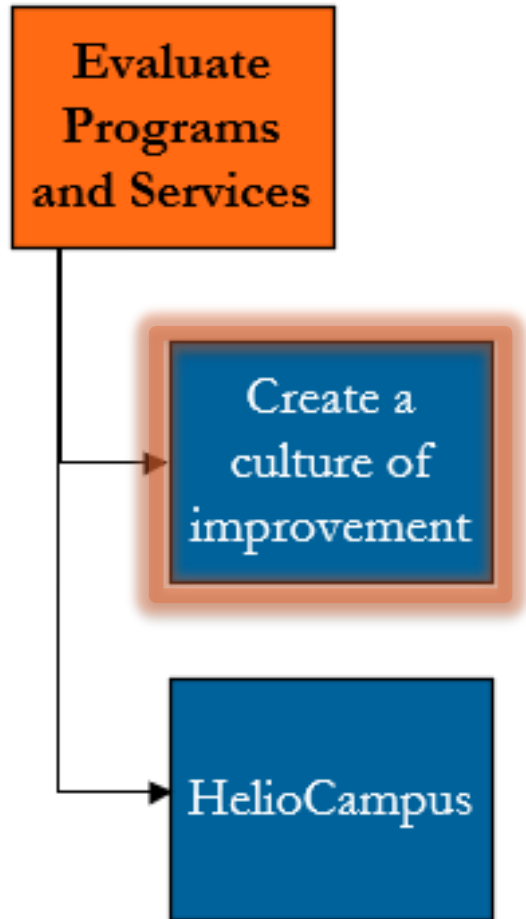 Evaluate
Programs
and Services
Create a
culture of
improvement
HelioCampus